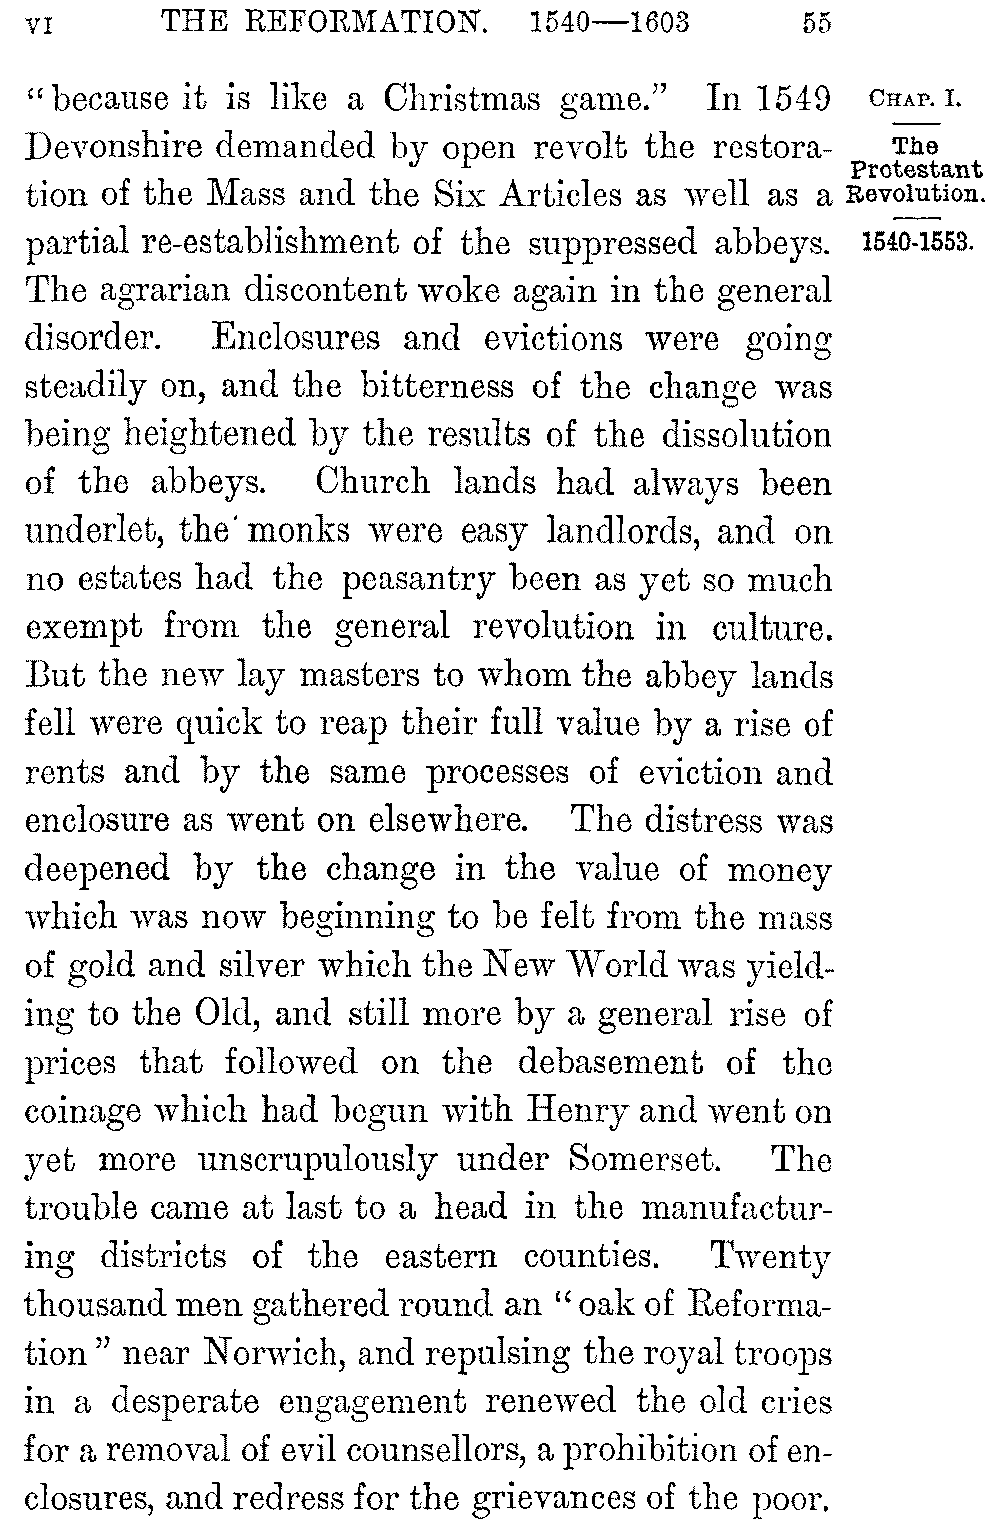 VI THE REFORMATION. 1540—1603 55
"because it is like a Christmas game." In 1549
Devonshire demanded by open revolt the restora-
tion of the Mass and the Six Articles as well as a
partial re-establishment of the suppressed abbeys.
The agrarian discontent woke again in the general
disorder. Enclosures and evictions were going
steadily on, and the bitterness of the change was
being heightened by the results of the dissolution
of the abbeys. Church lands had always been
underlet, the monks were easy landlords, and on
no estates had the peasantry been as yet so much
exempt from the general revolution in culture.
But the new lay masters to whom the abbey lands
fell were quick to reap their full value by a rise of
rents and by the same processes of eviction and
enclosure as went on elsewhere. The distress was
deepened by the change in the value of money
which was now beginning to be felt from the mass
of gold and silver which the New World was yield-
ing to the Old, and still more by a general rise of
prices that followed on the debasement of the
coinage which had begun with Henry and went on
yet more unscrupulously under Somerset. The
trouble came at last to a head in the manufactur-
ing districts of the eastern counties. Twenty
thousand men gathered round an "oak of Reforma-
tion" near Norwich, and repulsing the royal troops
in a desperate engagement renewed the old cries
for a removal of evil counsellors, a prohibition of en-
closures, and redress for the grievances of the poor.
CHAP. I.
The
Protestant
Revolution.
1540-1553.